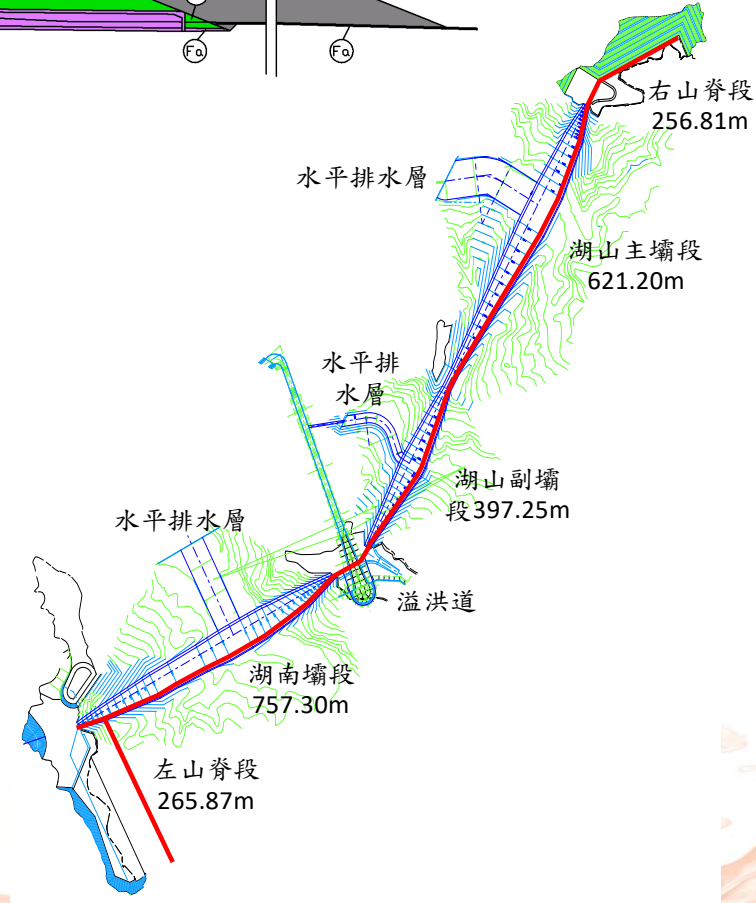 Fa
Fa
右山脊段
256.81m
水平排水層
湖山主壩段
621.20m
水平排
水層
湖山副壩
段397.25m
水平排水層
溢洪道
湖南壩段
757.30m
左山脊段
265.87m